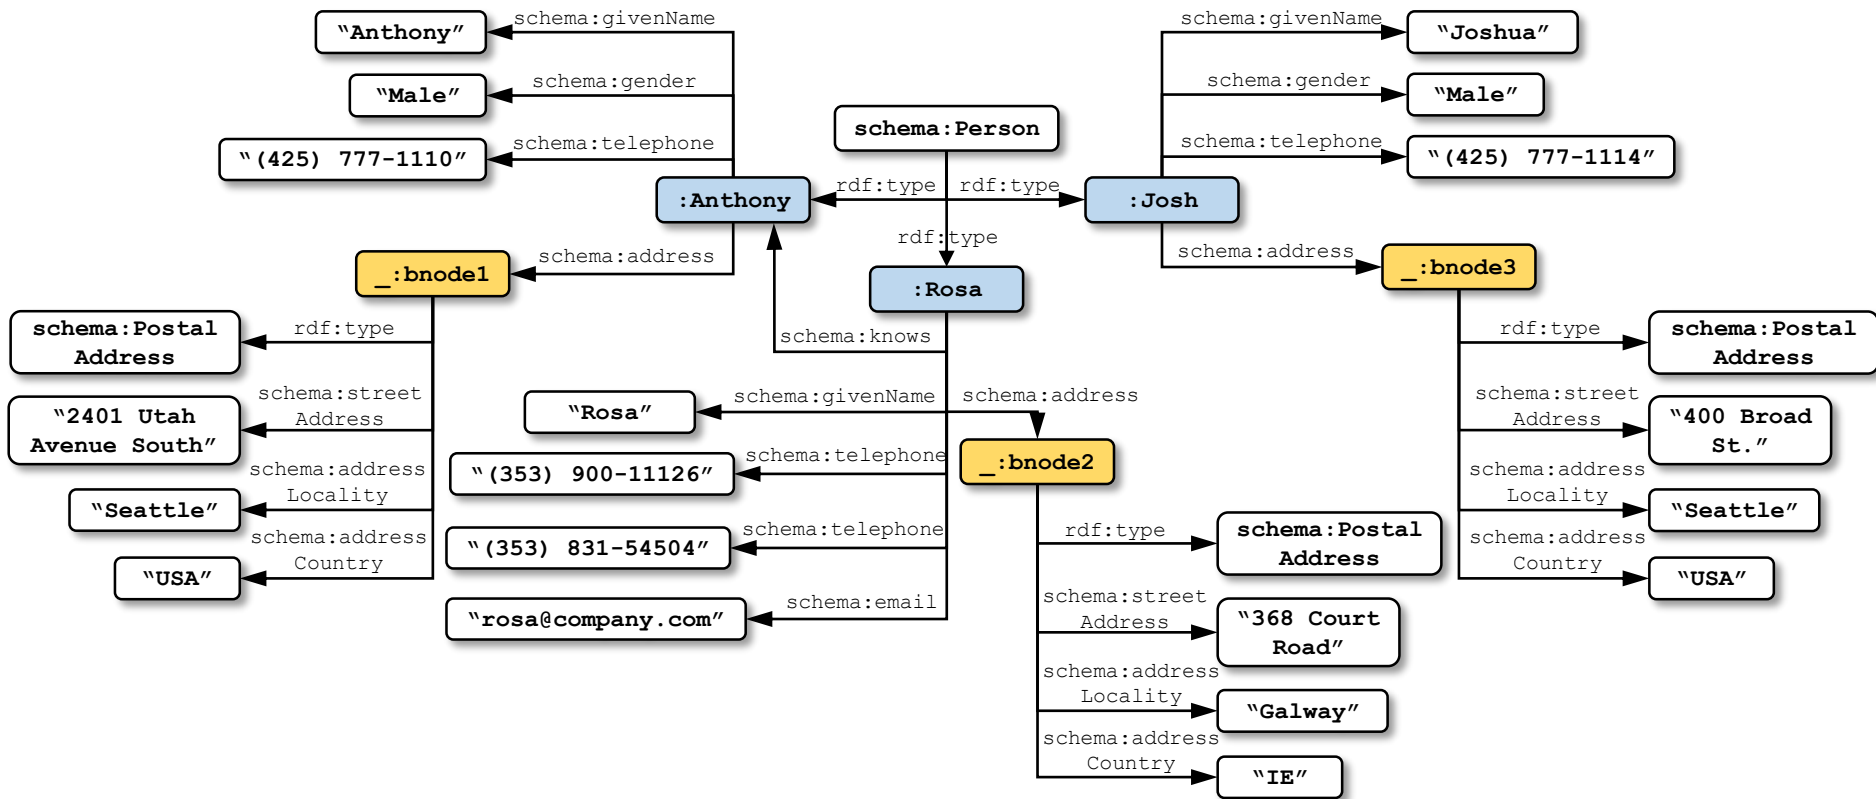 schema:givenName
“Anthony”
schema:gender
“Male”
schema:telephone
“(425) 777-1110”
:Anthony
schema:Person
rdf:type
rdf:type
rdf:type
schema:givenName
“Joshua”
schema:gender
“Male”
schema:telephone
“(425) 777-1114”
:Josh
schema:address
_:bnode1
rdf:type
schema:Postal
Address
schema:street
Address
“2401 Utah
Avenue South”
schema:address
Locality
“Seattle”
schema:address
Country
“USA”
:Rosa
schema:knows
schema:givenName
“Rosa”
schema:telephone
“(353) 900-11126”
schema:telephone
“(353) 831-54504”
schema:email
“rosa@company.com”
schema:address
_:bnode2
rdf:type
schema:Postal
Address
schema:street
Address
“368 Court
Road”
schema:address
Locality
“Galway”
schema:address
Country
“IE”
schema:address
_:bnode3
rdf:type
schema:Postal
Address
schema:street
Address
“400 Broad
St.”
schema:address
Locality
“Seattle”
schema:address
Country
“USA”